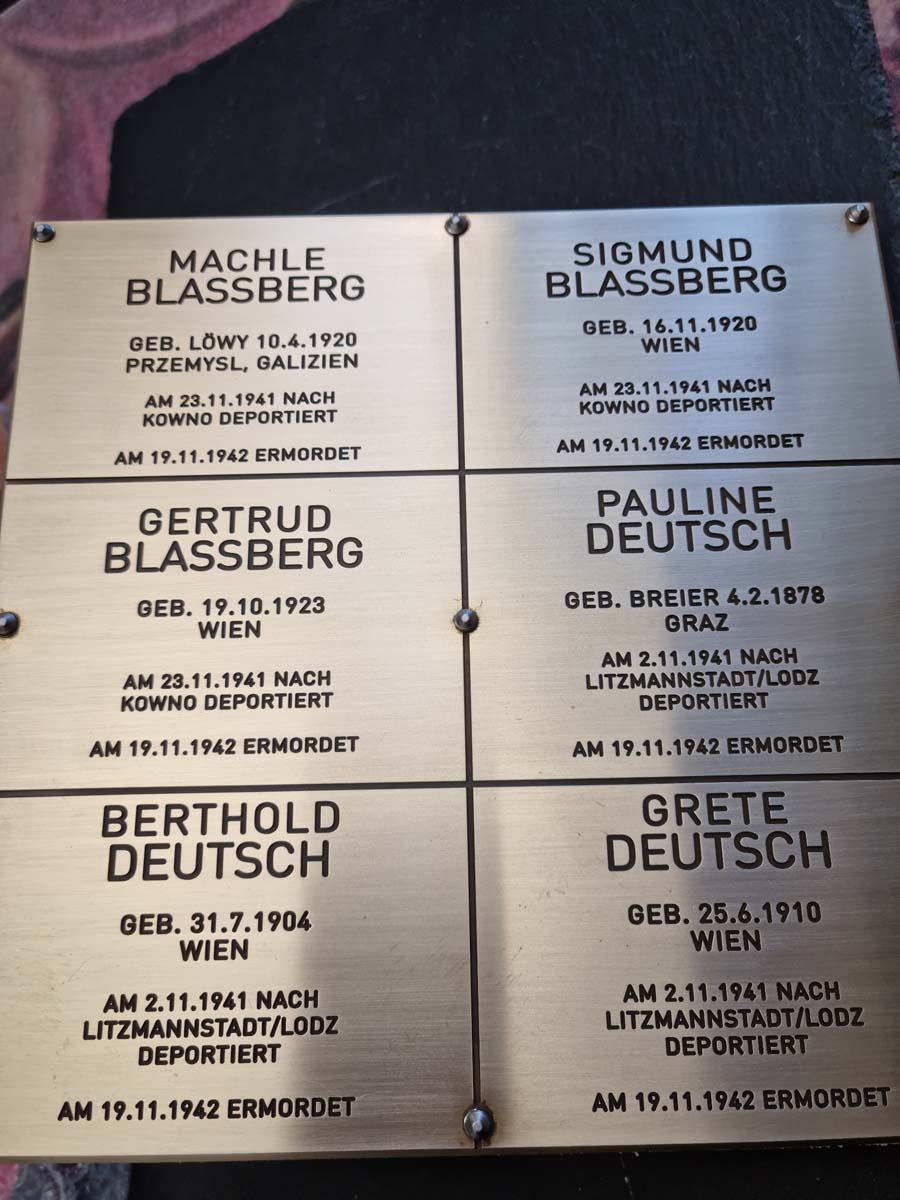 MACHLE
BLASSBERG
GEB. LÖWY 10.4.1920
PRZEMYSL, GALIZIEN
AM 23.11.1941 NACH
KOWNO DEPORTIERT
AM 19.11.1942 ERMORDET
SIGMUND
BLASSBERG
GEB. 16.11.1920
WIEN
AM 23.11.1941 NACH
KOWNO DEPORTIERT
AM 19.11.1942 ERMORDET
GERTRUD
BLASSBERG
GEB. 19.10.1923
WIEN
AM 23.11.1941 NACH
KOWNO DEPORTIERT
AM 19.11.1942 ERMORDET
PAULINE
DEUTSCH
GEB. BREIER 4.2.1878
GRAZ
AM 2.11.1941 NACH
LITZMANNSTADT/LODZ
DEPORTIERT
AM 19.11.1942 ERMORDET
BERTHOLD
DEUTSCH
GEB. 31.7.1904
WIEN
AM 2.11.1941 NACH
LITZMANNSTADT/LODZ
DEPORTIERT
AM 19.11.1942 ERMORDET
GRETE
DEUTSCH
GEB. 25.6.1910
WIEN
AM 2.11.1941 NACH
LITZMANNSTADT/LODZ
DEPORTIERT
AM 19.11.1942 ERMORDET